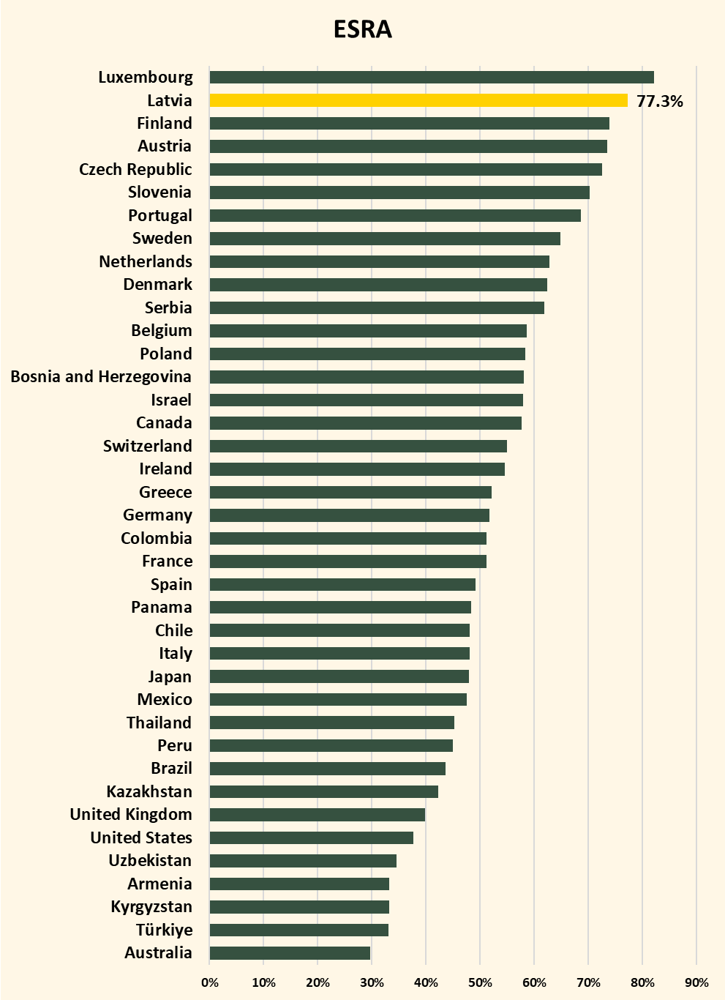 ESRA
Luxembourg
Latvia 77.3%
Finland
Austria
Czech Republic
Slovenia
Portugal
Sweden
Netherlands
Denmark
Serbia
Belgium
Poland
Bosnia and Herzegovina
Israel
Canada
Switzerland
Ireland
Greece
Germany
Colombia
France
Spain
Panama
Chile
Italy
Japan
Mexico
Thailand
Peru
Brazil
Kazakhstan
United Kingdom
United States
Uzbekistan
Armenia
Kyrgyzstan
Türkiye
Australia
0% 10% 20% 30% 40% 50% 60% 70% 80% 90%